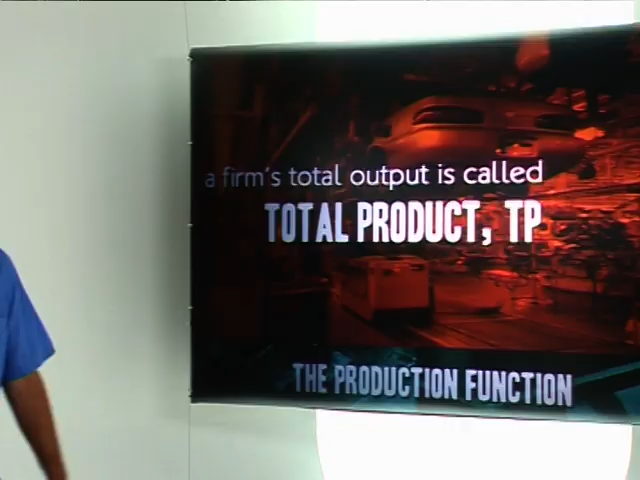 a firm's total output is called
TOTAL PRODUCT, TP
THE PRODUCTION FUNCTION